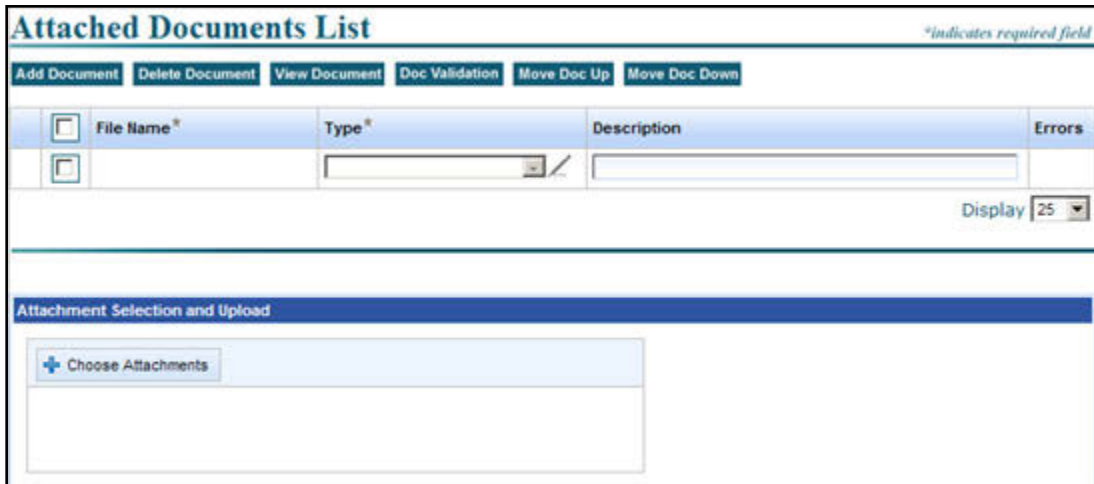 Attached Documents List
*indicates required field
Add Document Delete Document View Document Doc Validation Move Doc Up Move Doc Down
File Name* Type* Description Errors
Display 25
Attachment Selection and Upload
Choose Attachments